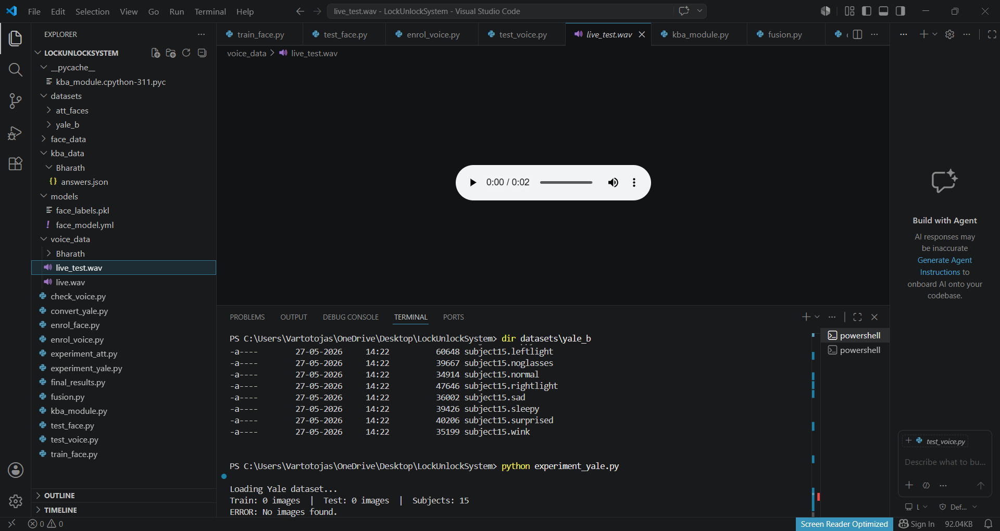 File Edit Selection View Go Run Terminal Help
live_test.wav - LockUnlockSystem - Visual Studio Code
EXPLORER
LOCKUNLOCKSYSTEM
__pycache__
kba_module.cpython-311.pyc
datasets
att_faces
yale_b
face_data
kba_data
Bharath
answers.json
models
face_labels.pkl
face_model.yml
voice_data
Bharath
live_test.wav
live.wav
check_voice.py
convert_yale.py
enrol_face.py
enrol_voice.py
experiment_att.py
experiment_yale.py
final_results.py
fusion.py
kba_module.py
test_face.py
test_voice.py
train_face.py
OUTLINE
TIMELINE
train_face.py test_face.py enrol_voice.py test_voice.py live_test.wav kba_module.py fusion.py
voice_data > live_test.wav
0:00 / 0:02
PROBLEMS OUTPUT DEBUG CONSOLE TERMINAL PORTS
PS C:\Users\Vartotojas\OneDrive\Desktop\LockUnlockSystem> dir datasets\yale_b
-a---- 27-05-2026 14:22 60648 subject15.leftlight
-a---- 27-05-2026 14:22 39667 subject15.noglasses
-a---- 27-05-2026 14:22 34914 subject15.normal
-a---- 27-05-2026 14:22 47646 subject15.rightlight
-a---- 27-05-2026 14:22 36002 subject15.sad
-a---- 27-05-2026 14:22 39426 subject15.sleepy
-a---- 27-05-2026 14:22 40206 subject15.surprised
-a---- 27-05-2026 14:22 35199 subject15.wink
PS C:\Users\Vartotojas\OneDrive\Desktop\LockUnlockSystem> python experiment_yale.py
Loading Yale dataset...
Train: 0 images | Test: 0 images | Subjects: 15
ERROR: No images found.
powershell
powershell
Build with Agent
AI responses may
be inaccurate
Generate Agent
Instructions to
onboard AI onto your
codebase.
test_voice.py
Describe what to bu...
L
Def...
0 0
Screen Reader Optimized
Sign In
92.04KB